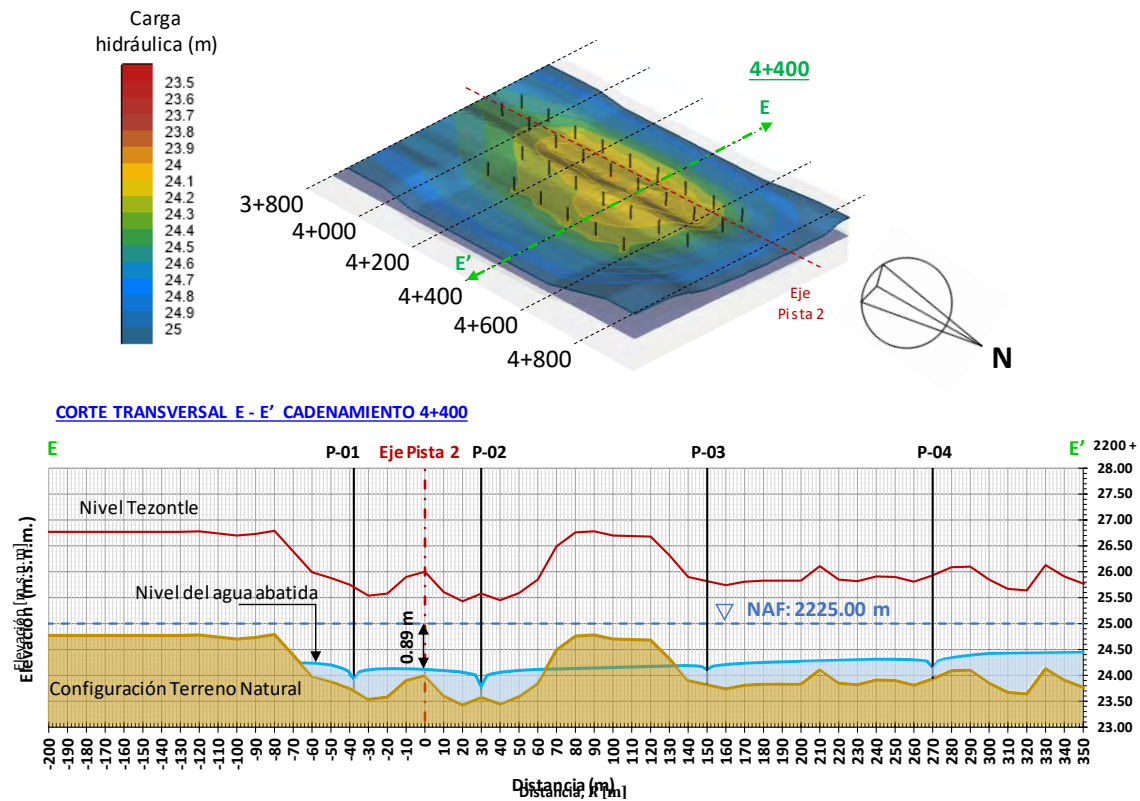 Carga
hidráulica (m)
23.5
23.6
23.8
23.9
24
24.1
24.3
24.5
24.6
24.7
24.8
24.9
25
4+400
E
3+800
4+000
4+200
E’
4+400
4+600
4+800
Eje
Pista 2
N
CORTE TRANSVERSAL E - E’ CADENAMIENTO 4+400
E
P-01
Eje Pista 2
P-02
P-03
P-04
E’
2200 +
28.00
27.50
27.00
26.50
26.00
25.50
25.00
24.50
24.00
23.50
23.00
Nivel Tezontle
Nivel del agua abatida
0.89 m
NAF: 2225.00 m
Configuración Terreno Natural
Elevación [m.s.n.m]
Elevación (m.s.n.m.)
-200 -190 -180 -170 -160 -150 -140 -130 -120 -110 -100 -90 -80 -70 -60 -50 -40 -30 -20 -10 0 10 20 30 40 50 60 70 80 90 100 110 120 130 140 150 160 170 180 190 200 210 220 230 240 250 260 270 280 290 300 310 320 330 340 350
Distancia (m)
Distancia, R [m]